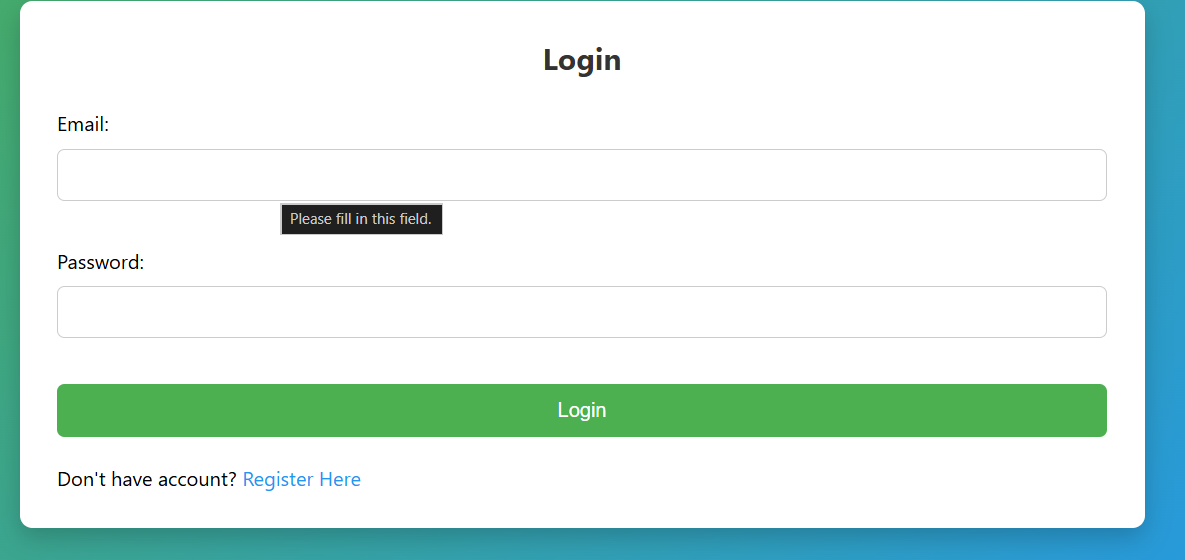 Login
Email:
Please fill in this field.
Password:
Login
Don't have account? Register Here